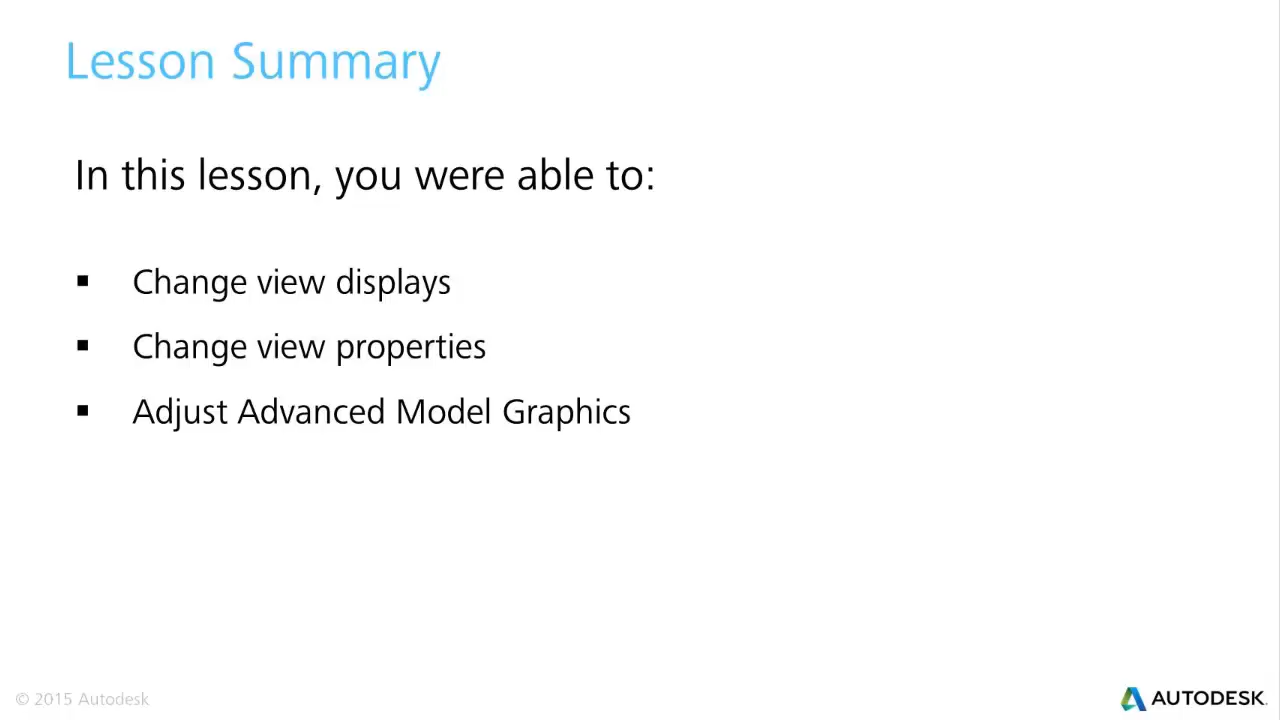 Lesson Summary
In this lesson, you were able to:
▪ Change view displays
▪ Change view properties
▪ Adjust Advanced Model Graphics
© 2015 Autodesk
AUTODESK.